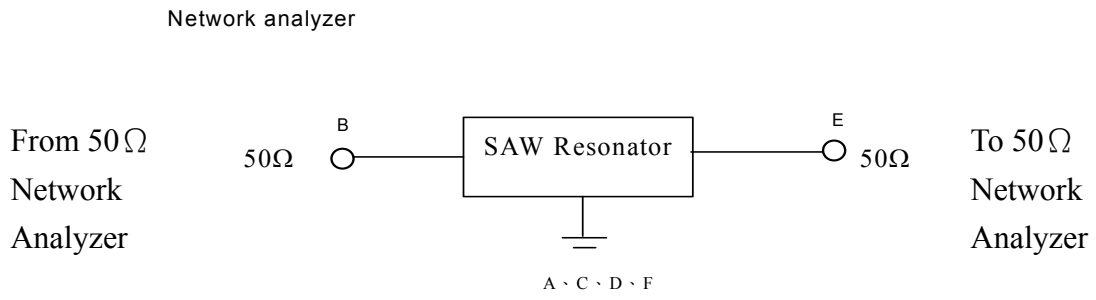 Network analyzer
B
E
From 50Ω
Network
Analyzer
50Ω
SAW Resonator
50Ω
To 50Ω
Network
Analyzer
A、C、D、F